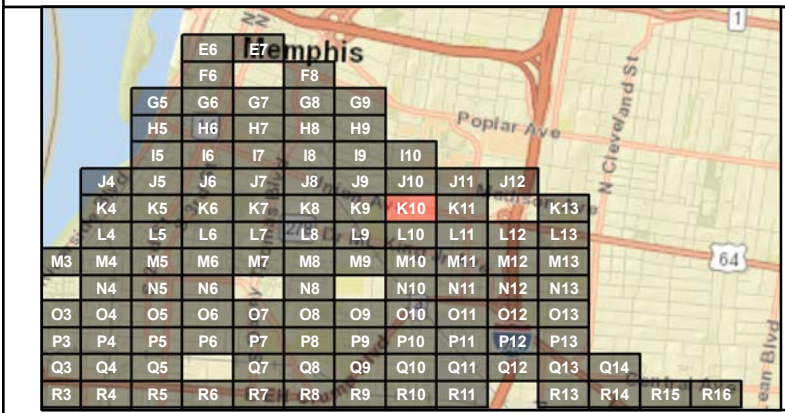 1
Memphis
E6 E7
F6 F8
G5 G6 G7 G8 G9
Poplar Ave
N Cleveland St
H5 H6 H7 H8 H9
I5 I6 I7 I8 I9 I10
J4 J5 J6 J7 J8 J9 J10 J11 J12
Union Ave
Madison Ave
K4 K5 K6 K7 K8 K9 K10 K11 K13
L4 L5 L6 L7 L8 L9 L10 L11 L12 L13
64
M3 M4 M5 M6 M7 M8 M9 M10 M11 M12 M13
N4 N5 N6 N8 N10 N11 N12 N13
O3 O4 O5 O6 O7 O8 O9 O10 O11 O12 O13
P3 P4 P5 P6 P7 P8 P9 P10 P11 P12 P13
Q3 Q4 Q5 Q7 Q8 Q9 Q10 Q11 Q12 Q13 Q14
Central Ave
R3 R4 R5 R6 R7 R8 R9 R10 R11 R13 R14 R15 R16